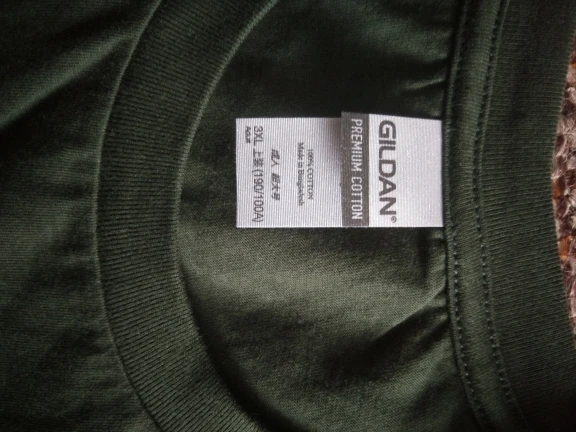 GILDAN®
PREMIUM COTTON
100% COTTON
Made in Bangladesh
成人 超大号
3XL 上装 (190/100A)
Adult